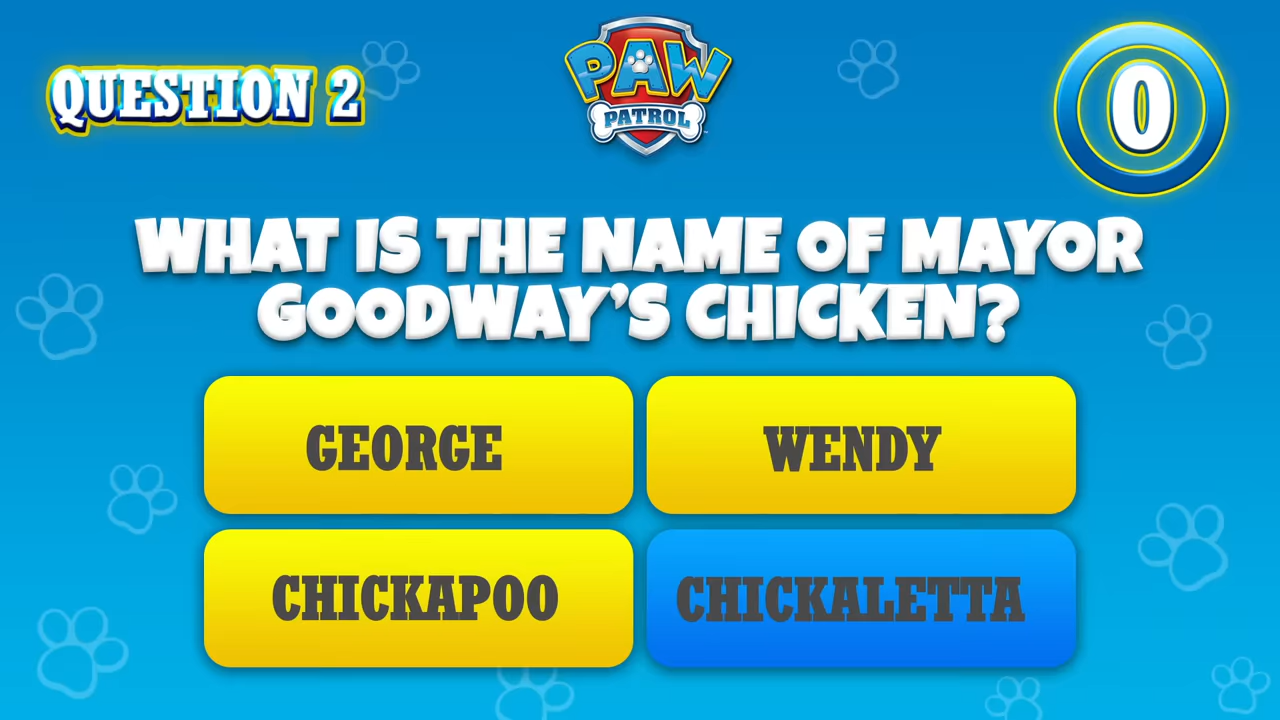 QUESTION 2
PAW
PATROL
0
WHAT IS THE NAME OF MAYOR
GOODWAY'S CHICKEN?
GEORGE
WENDY
CHICKAPOO
CHICKALETTA